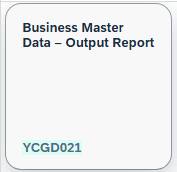 Business Master
Data – Output Report
YCGD021